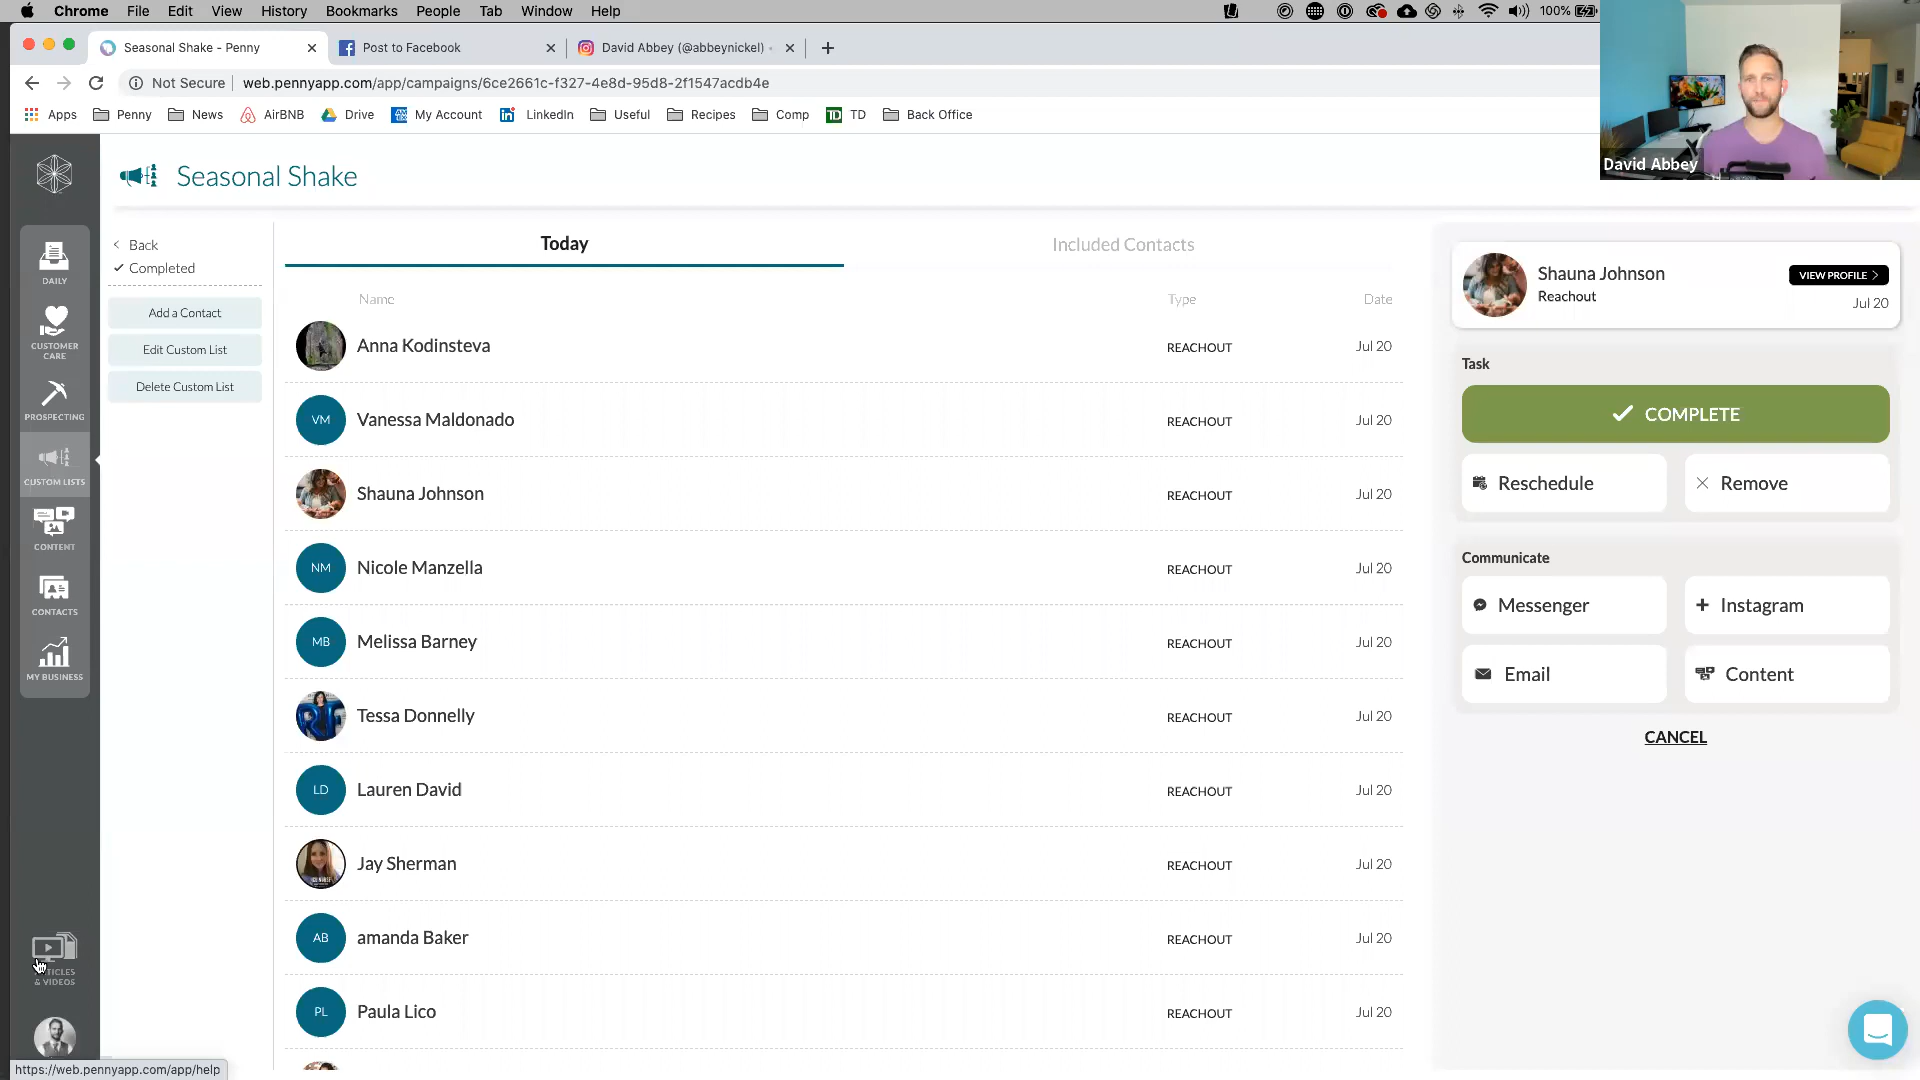 Chrome File Edit View History Bookmarks People Tab Window Help 100%
Seasonal Shake - Penny
Post to Facebook
David Abbey (@abbeynickel)
Not Secure web.pennyapp.com/app/campaigns/6ce2661c-f327-4e8d-95d8-2f1547acdb4e
Apps Penny News AirBNB Drive My Account LinkedIn Useful Recipes Comp TD Back Office
David Abbey
Seasonal Shake
DAILY
CUSTOMER
CARE
PROSPECTING
CUSTOM LISTS
CONTENT
CONTACTS
MY BUSINESS
TICLES
& VIDEOS
Back
Completed
Add a Contact
Edit Custom List
Delete Custom List
Today Included Contacts
Name Type Date
Anna Kodinsteva REACHOUT Jul 20
VM Vanessa Maldonado REACHOUT Jul 20
Shauna Johnson REACHOUT Jul 20
NM Nicole Manzella REACHOUT Jul 20
MB Melissa Barney REACHOUT Jul 20
Tessa Donnelly REACHOUT Jul 20
LD Lauren David REACHOUT Jul 20
Jay Sherman REACHOUT Jul 20
AB amanda Baker REACHOUT Jul 20
PL Paula Lico REACHOUT Jul 20
Shauna Johnson VIEW PROFILE
Reachout Jul 20
Task
COMPLETE
Reschedule Remove
Communicate
Messenger Instagram
Email Content
CANCEL
https://web.pennyapp.com/app/help